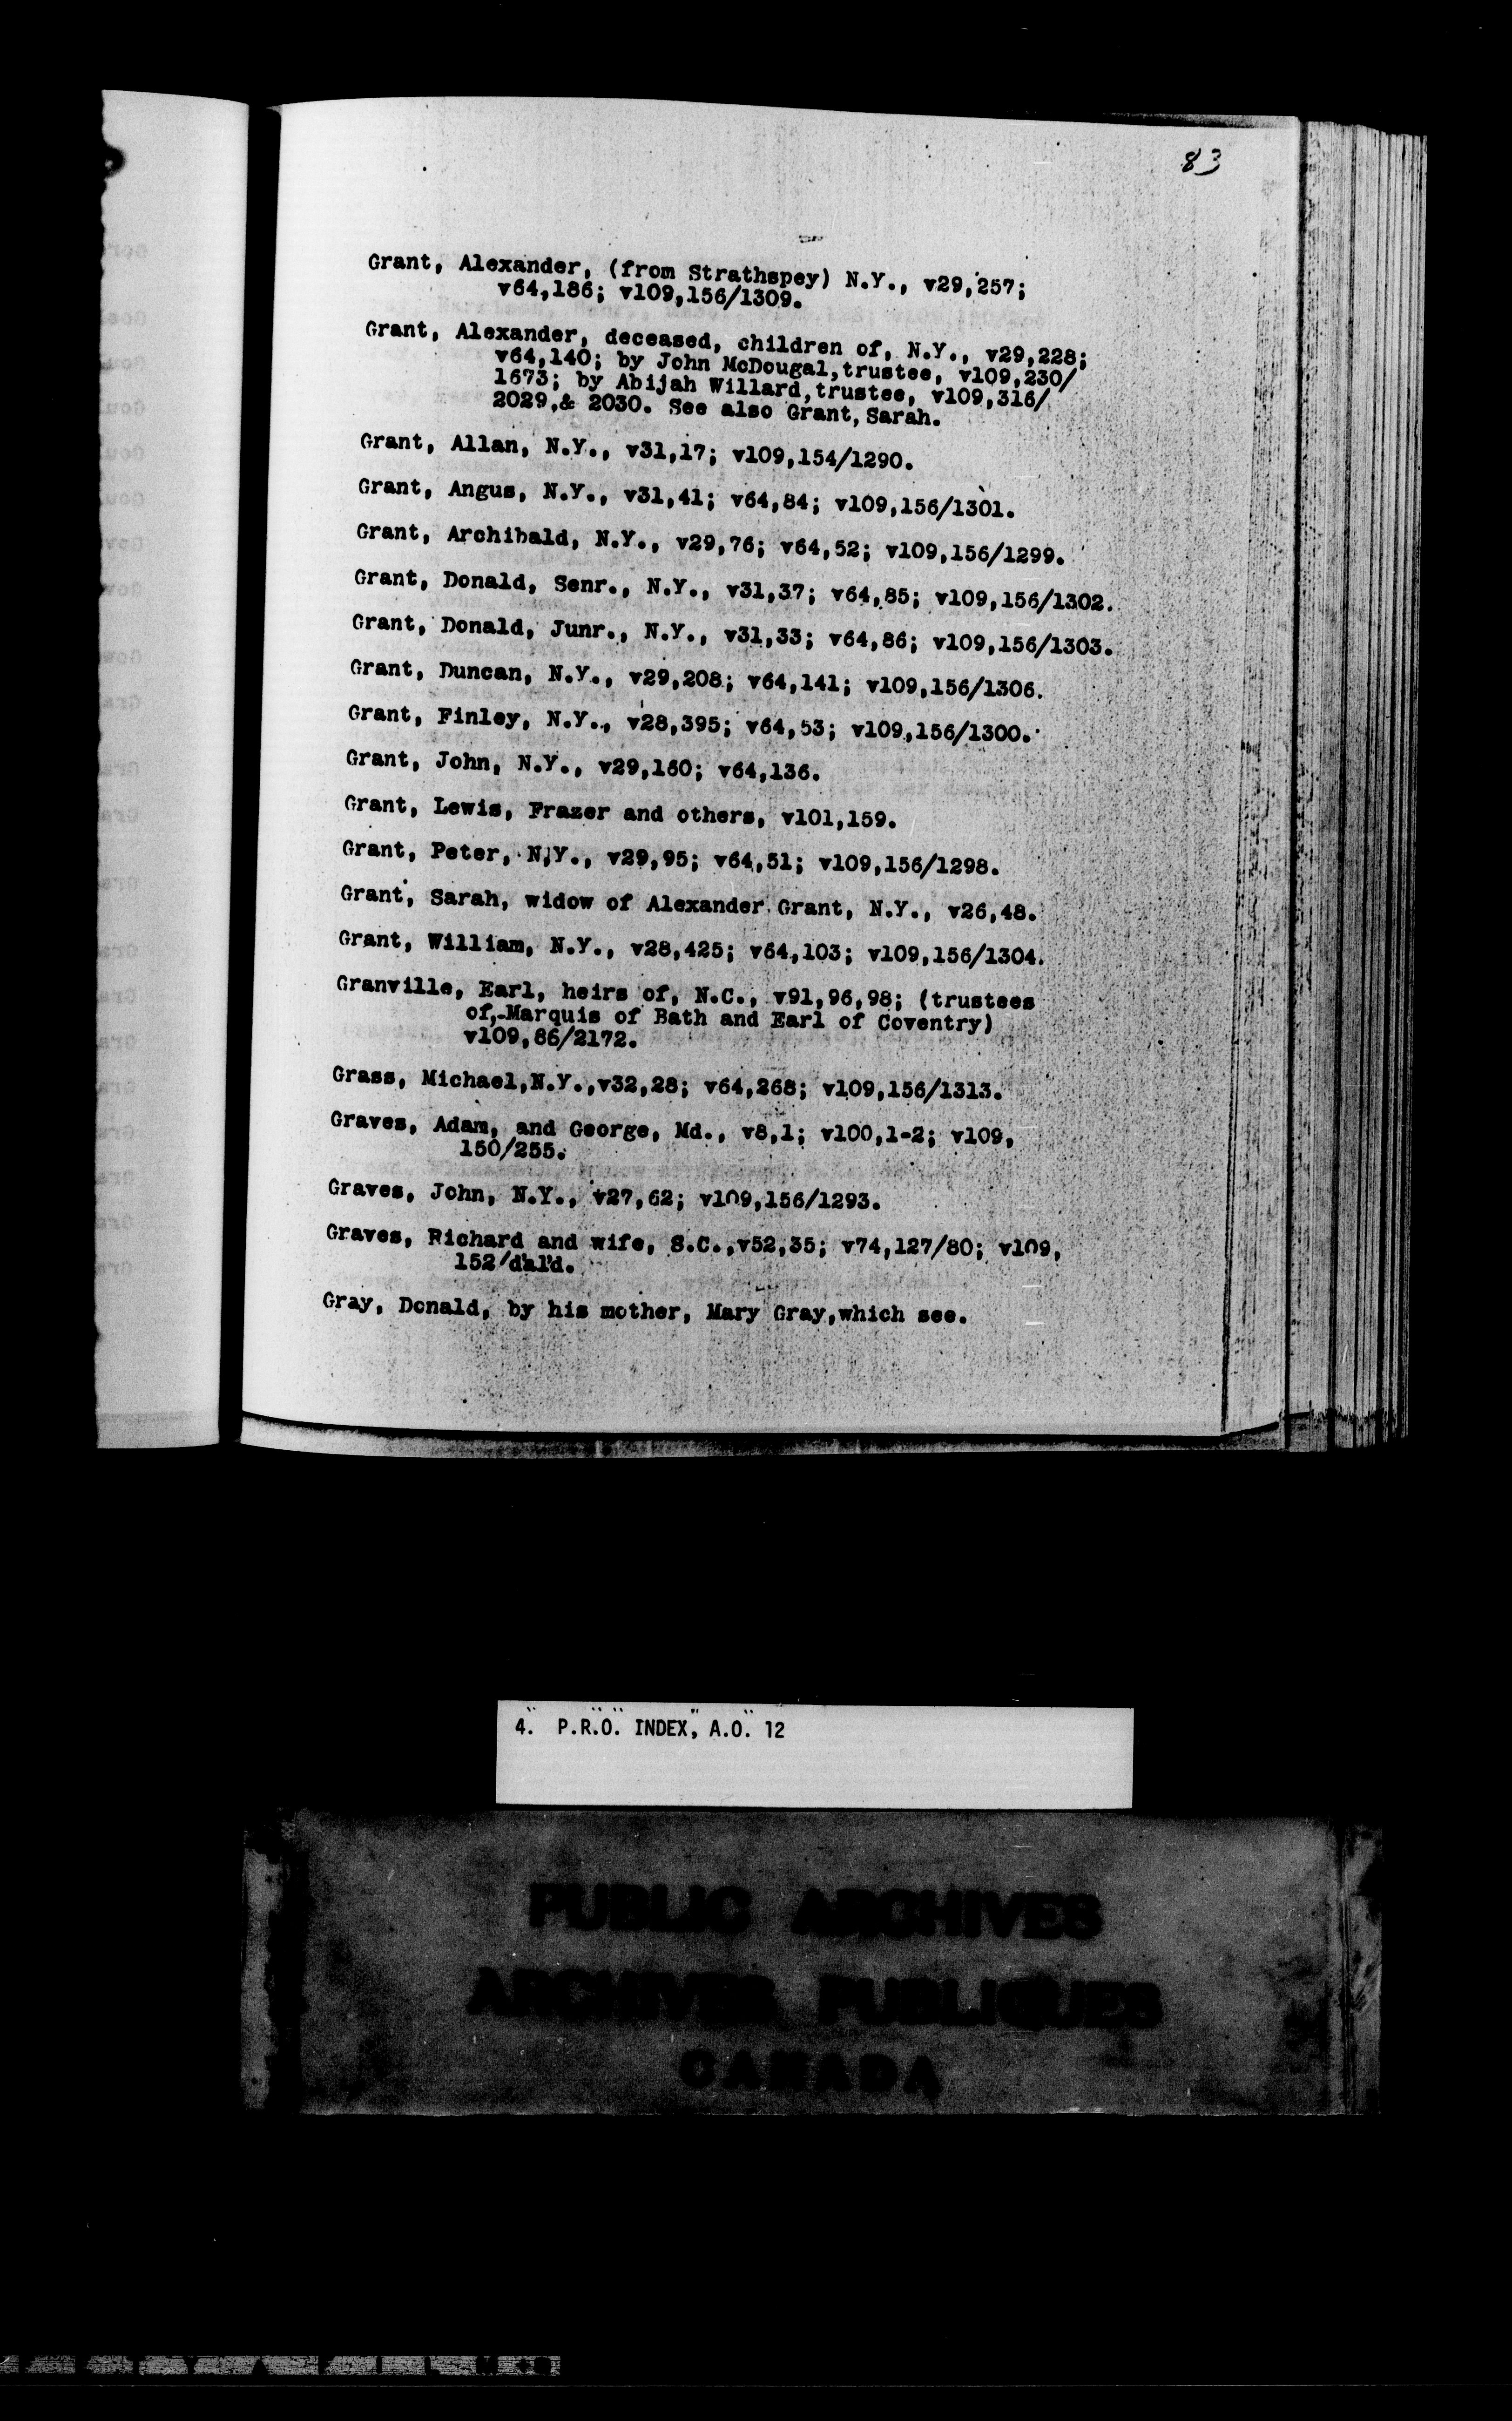 83
Grant, Alexander, (from Strathspey) N.Y., v29,257;
v64,186; v109,156/1309.
Grant, Alexander, deceased, children of, N.Y., v29,228;
v64,140; by John McDougal,trustee, v109,230/
1673; by Abijah Willard,trustee, v109,316/
2029,& 2030. See also Grant,Sarah.
Grant, Allan, N.Y., v31,17; v109,154/1290.
Grant, Angus, N.Y., v31,41; v64,84; v109,156/1301.
Grant, Archibald, N.Y., v29,76; v64,52; v109,156/1299.
Grant, Donald, Senr., N.Y., v31,37; v64,85; v109,156/1302.
Grant, Donald, Junr., N.Y., v31,33; v64,86; v109,156/1303.
Grant, Duncan, N.Y., v29,208; v64,141; v109,156/1306.
Grant, Finley, N.Y., v28,395; v64,53; v109,156/1300.
Grant, John, N.Y., v29,160; v64,136.
Grant, Lewis, Frazer and others, v101,159.
Grant, Peter, N.Y., v29,95; v64,51; v109,156/1298.
Grant, Sarah, widow of Alexander Grant, N.Y., v26,48.
Grant, William, N.Y., v28,425; v64,103; v109,156/1304.
Granville, Earl, heirs of, N.C., v91,96,98; (trustees
of,-Marquis of Bath and Earl of Coventry)
v109,86/2172.
Grass, Michael,N.Y.,v32,28; v64,268; v109,156/1313.
Graves, Adam, and George, Md., v8,1; v100,1-2; v109,
150/255.
Graves, John, N.Y., v27,62; v109,156/1293.
Graves, Richard and wife, S.C.,v52,35; v74,127/80; v109,
152/dal'd.
Gray, Donald, by his mother, Mary Gray,which see.
4. P.R.O. INDEX, A.O. 12
PUBLIC ARCHIVES
ARCHIVES PUBLIQUES
CANADA